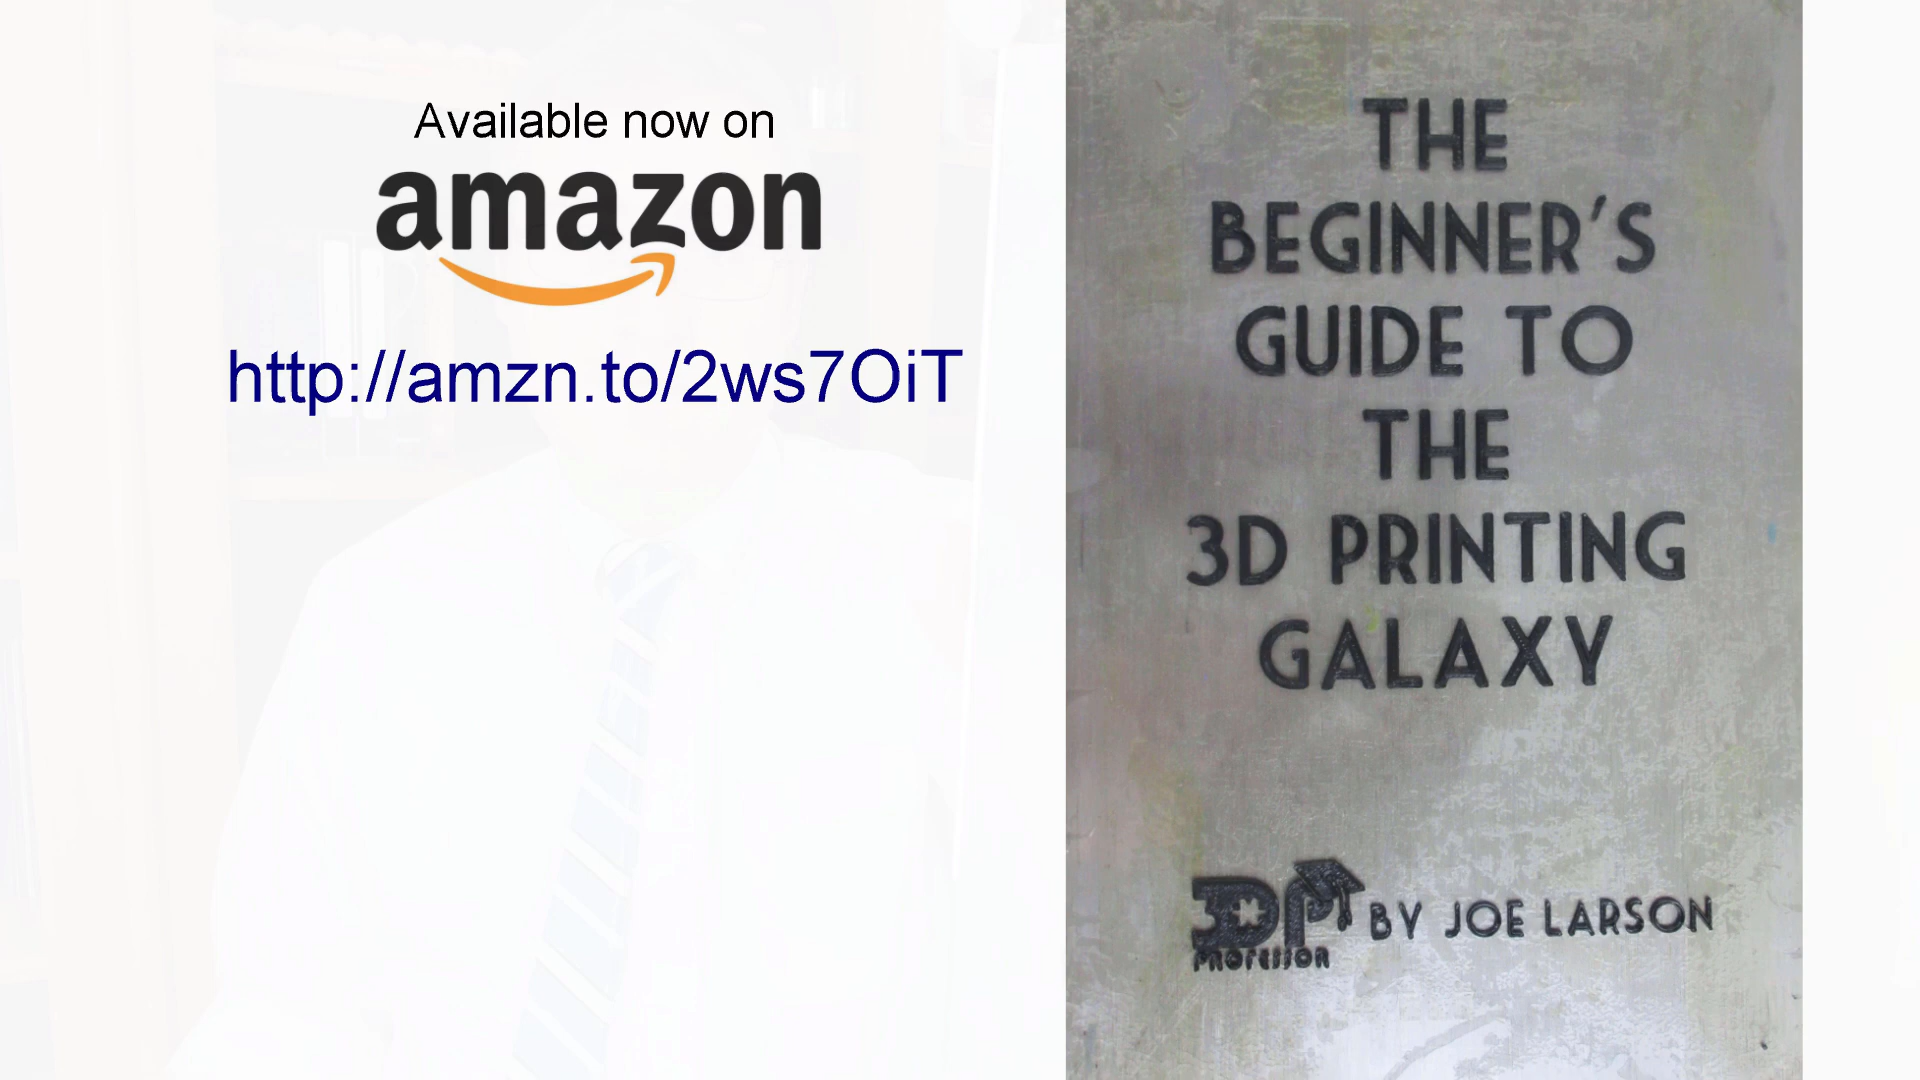 Available now on
amazon
http://amzn.to/2ws7OiT
THE
BEGINNER'S
GUIDE TO
THE
3D PRINTING
GALAXY
3DP
PROFESSOR
BY JOE LARSON